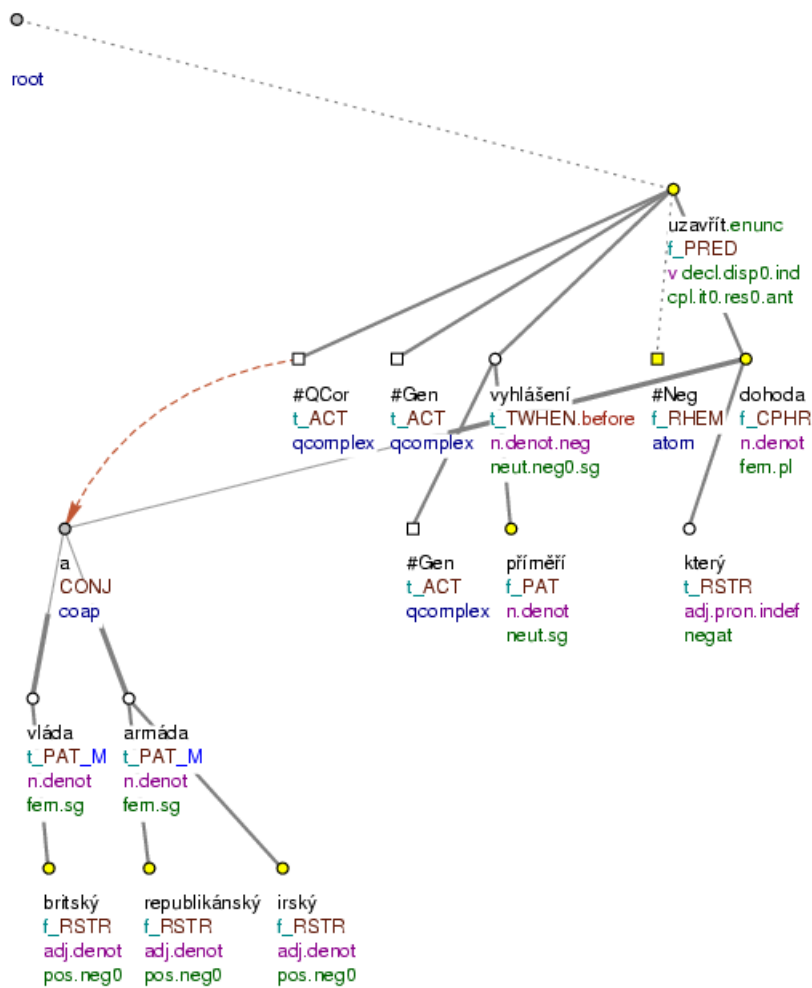 root
uzavřít.enunc
f_PRED
v decl.disp0.ind
cpl.it0.res0.ant
#QCor
t_ACT
qcomplex
#Gen
t_ACT
qcomplex
vyhlášení
t_TWHEN.before
n.denot.neg
neut.neg0.sg
#Neg
f_RHEM
atom
dohoda
f_CPHR
n.denot
fem.pl
a
CONJ
coap
#Gen
t_ACT
qcomplex
příměří
f_PAT
n.denot
neut.sg
který
t_RSTR
adj.pron.indef
negat
vláda
t_PAT_M
n.denot
fem.sg
armáda
t_PAT_M
n.denot
fem.sg
britský
f_RSTR
adj.denot
pos.neg0
republikánský
f_RSTR
adj.denot
pos.neg0
irský
f_RSTR
adj.denot
pos.neg0